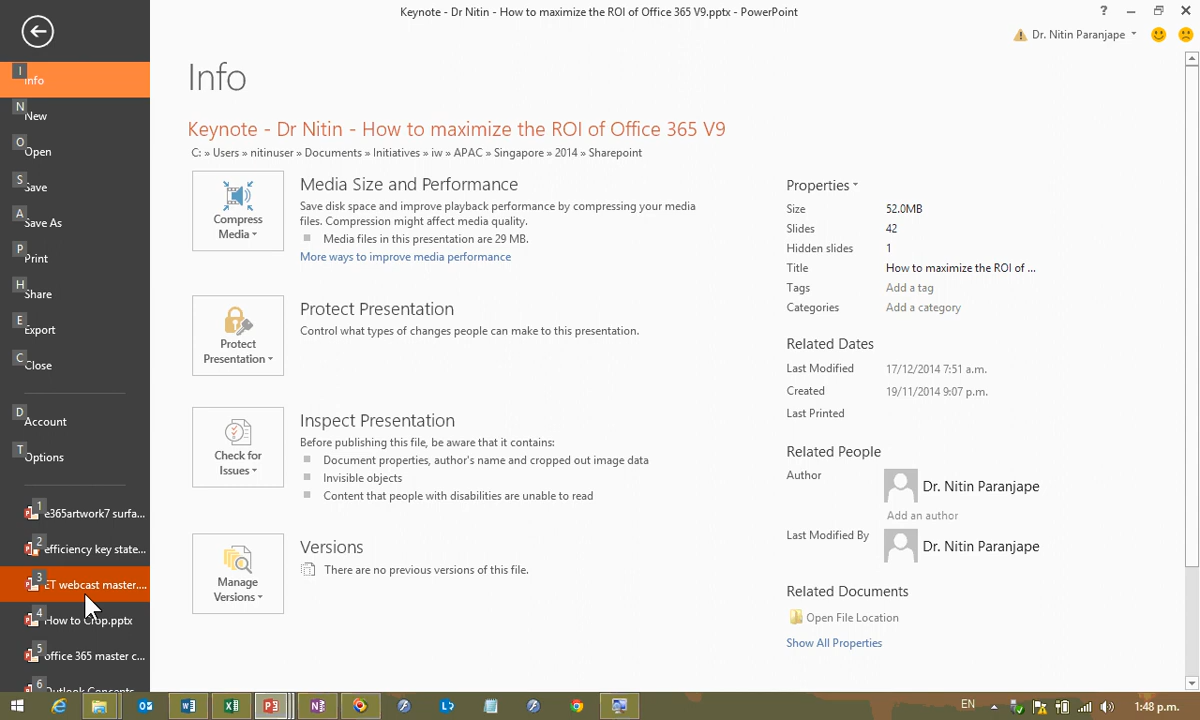 Keynote - Dr Nitin - How to maximize the ROI of Office 365 V9.pptx - PowerPoint
?
Dr. Nitin Paranjape
I
Info
N
New
O
Open
S
Save
A
Save As
P
Print
H
Share
E
Export
C
Close
D
Account
T
Options
1
e365artwork7 surfa...
2
efficiency key state...
3
ET webcast master....
4
How to Crop.pptx
5
office 365 master c...
6
Outlook Concepts
Info
Keynote - Dr Nitin - How to maximize the ROI of Office 365 V9
C: » Users » nitinuser » Documents » Initiatives » iw » APAC » Singapore » 2014 » Sharepoint
Compress
Media
Media Size and Performance
Save disk space and improve playback performance by compressing your media
files. Compression might affect media quality.
Media files in this presentation are 29 MB.
More ways to improve media performance
Protect
Presentation
Protect Presentation
Control what types of changes people can make to this presentation.
Check for
Issues
Inspect Presentation
Before publishing this file, be aware that it contains:
Document properties, author's name and cropped out image data
Invisible objects
Content that people with disabilities are unable to read
Manage
Versions
Versions
There are no previous versions of this file.
Properties
Size 52.0MB
Slides 42
Hidden slides 1
Title How to maximize the ROI of ...
Tags Add a tag
Categories Add a category
Related Dates
Last Modified 17/12/2014 7:51 a.m.
Created 19/11/2014 9:07 p.m.
Last Printed
Related People
Author Dr. Nitin Paranjape
Add an author
Last Modified By Dr. Nitin Paranjape
Related Documents
Open File Location
Show All Properties
EN 1:48 p.m.